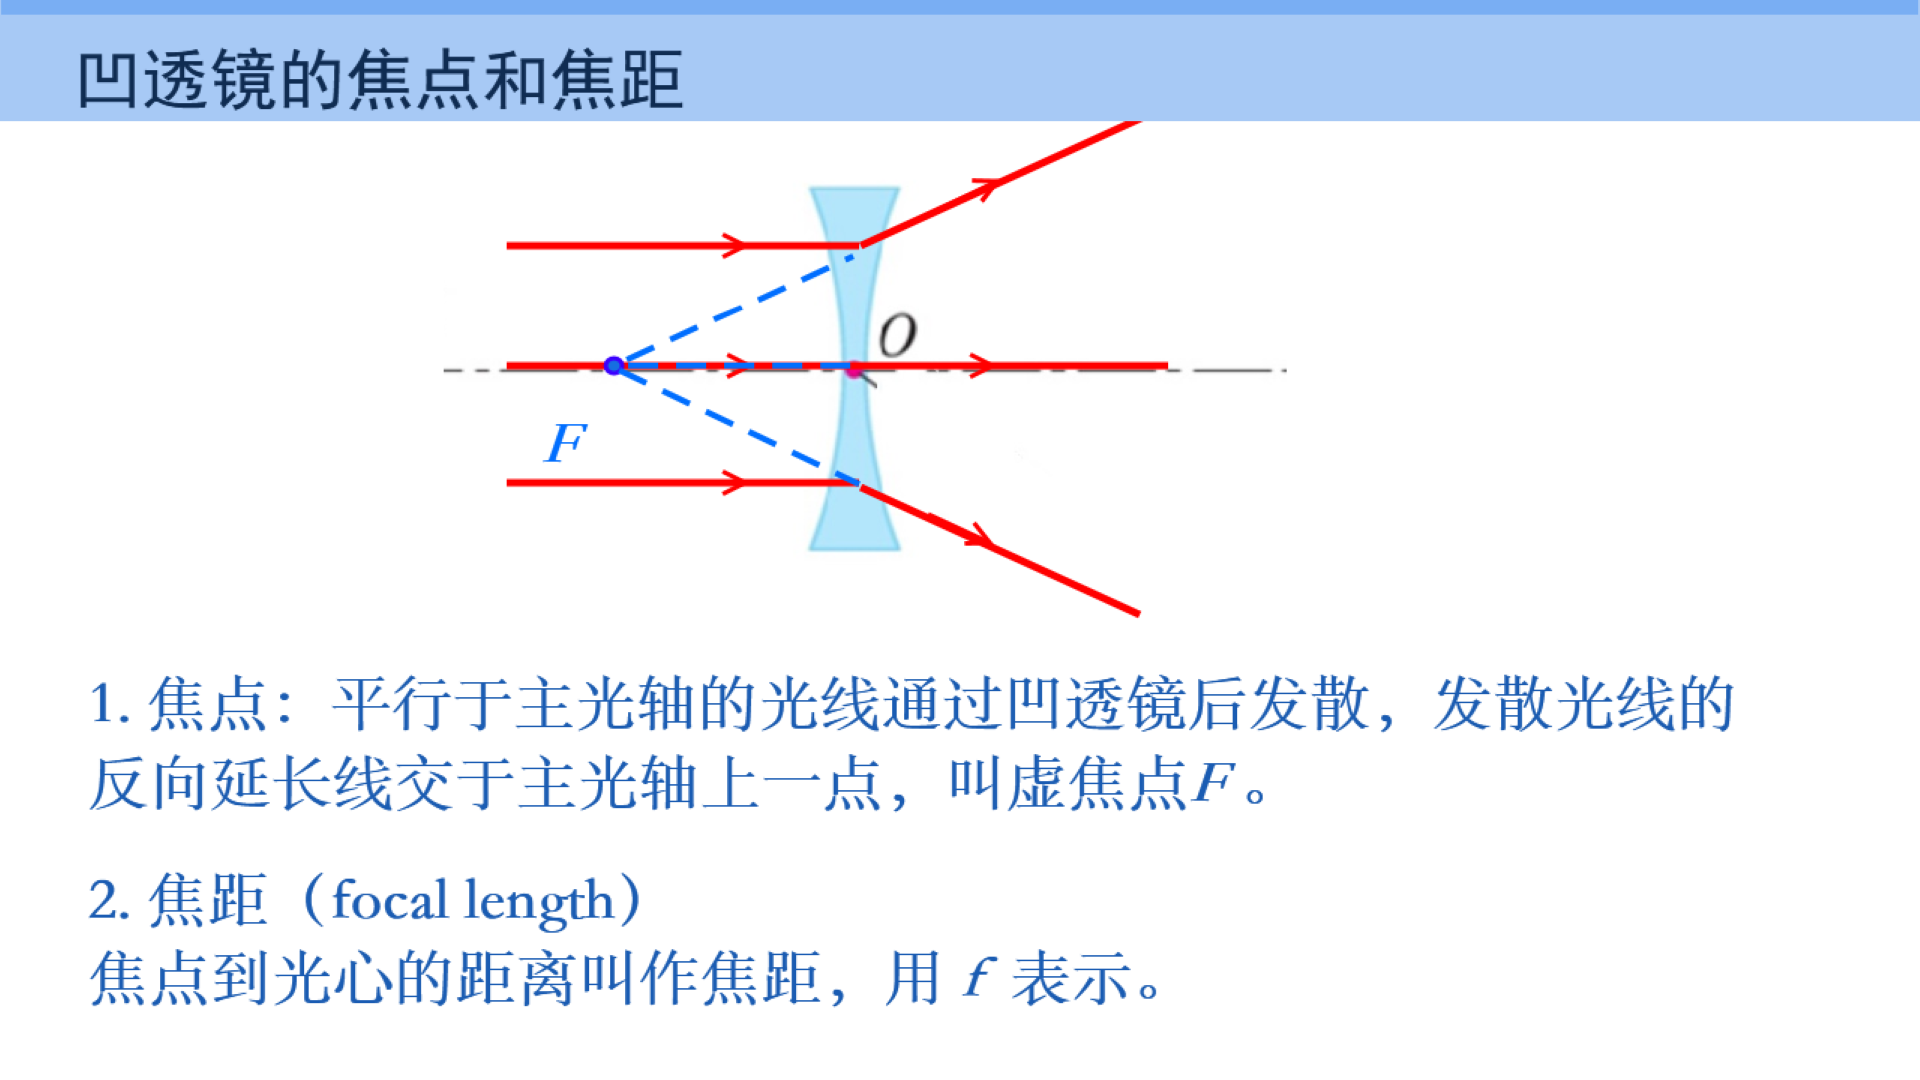 凹透镜的焦点和焦距
O
F
1. 焦点：平行于主光轴的光线通过凹透镜后发散，发散光线的
反向延长线交于主光轴上一点，叫虚焦点F。
2. 焦距（focal length）
焦点到光心的距离叫作焦距，用 f 表示。